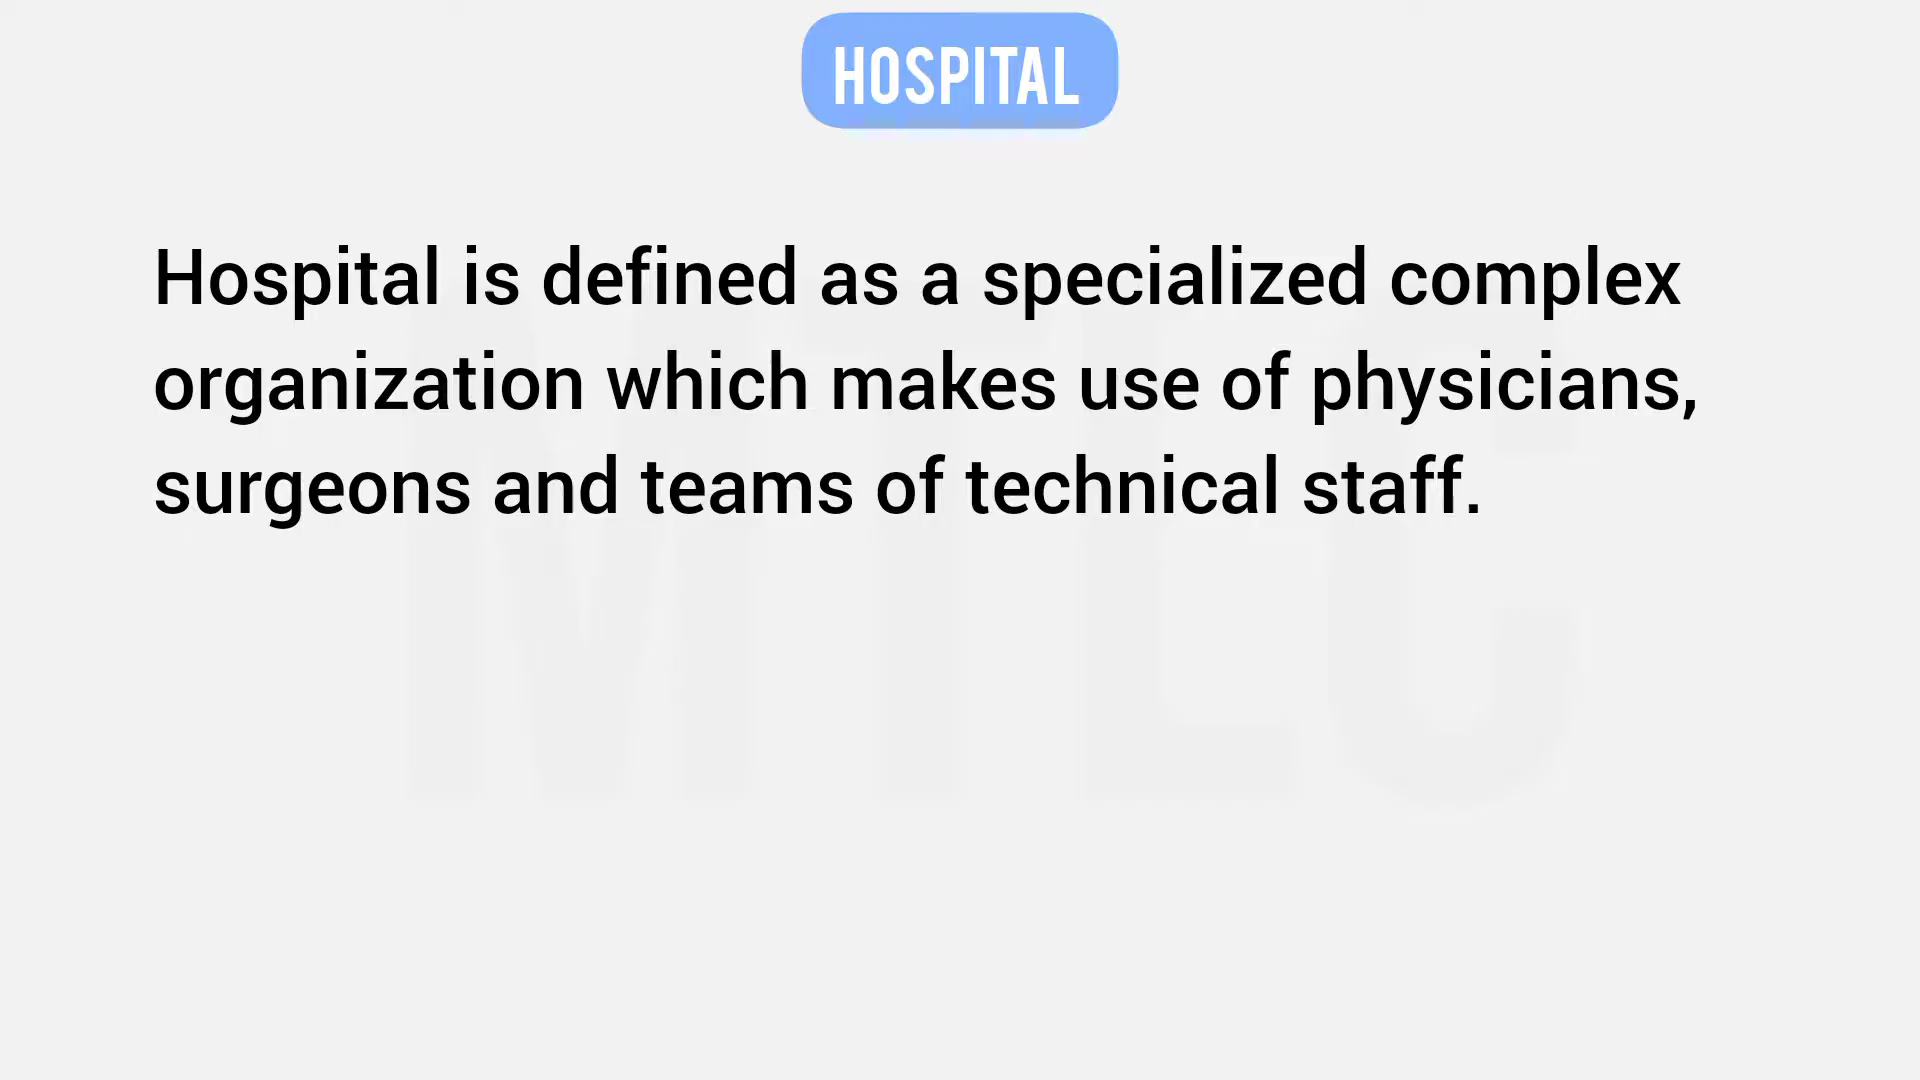 HOSPITAL
Hospital is defined as a specialized complex
organization which makes use of physicians,
surgeons and teams of technical staff.
MTLC